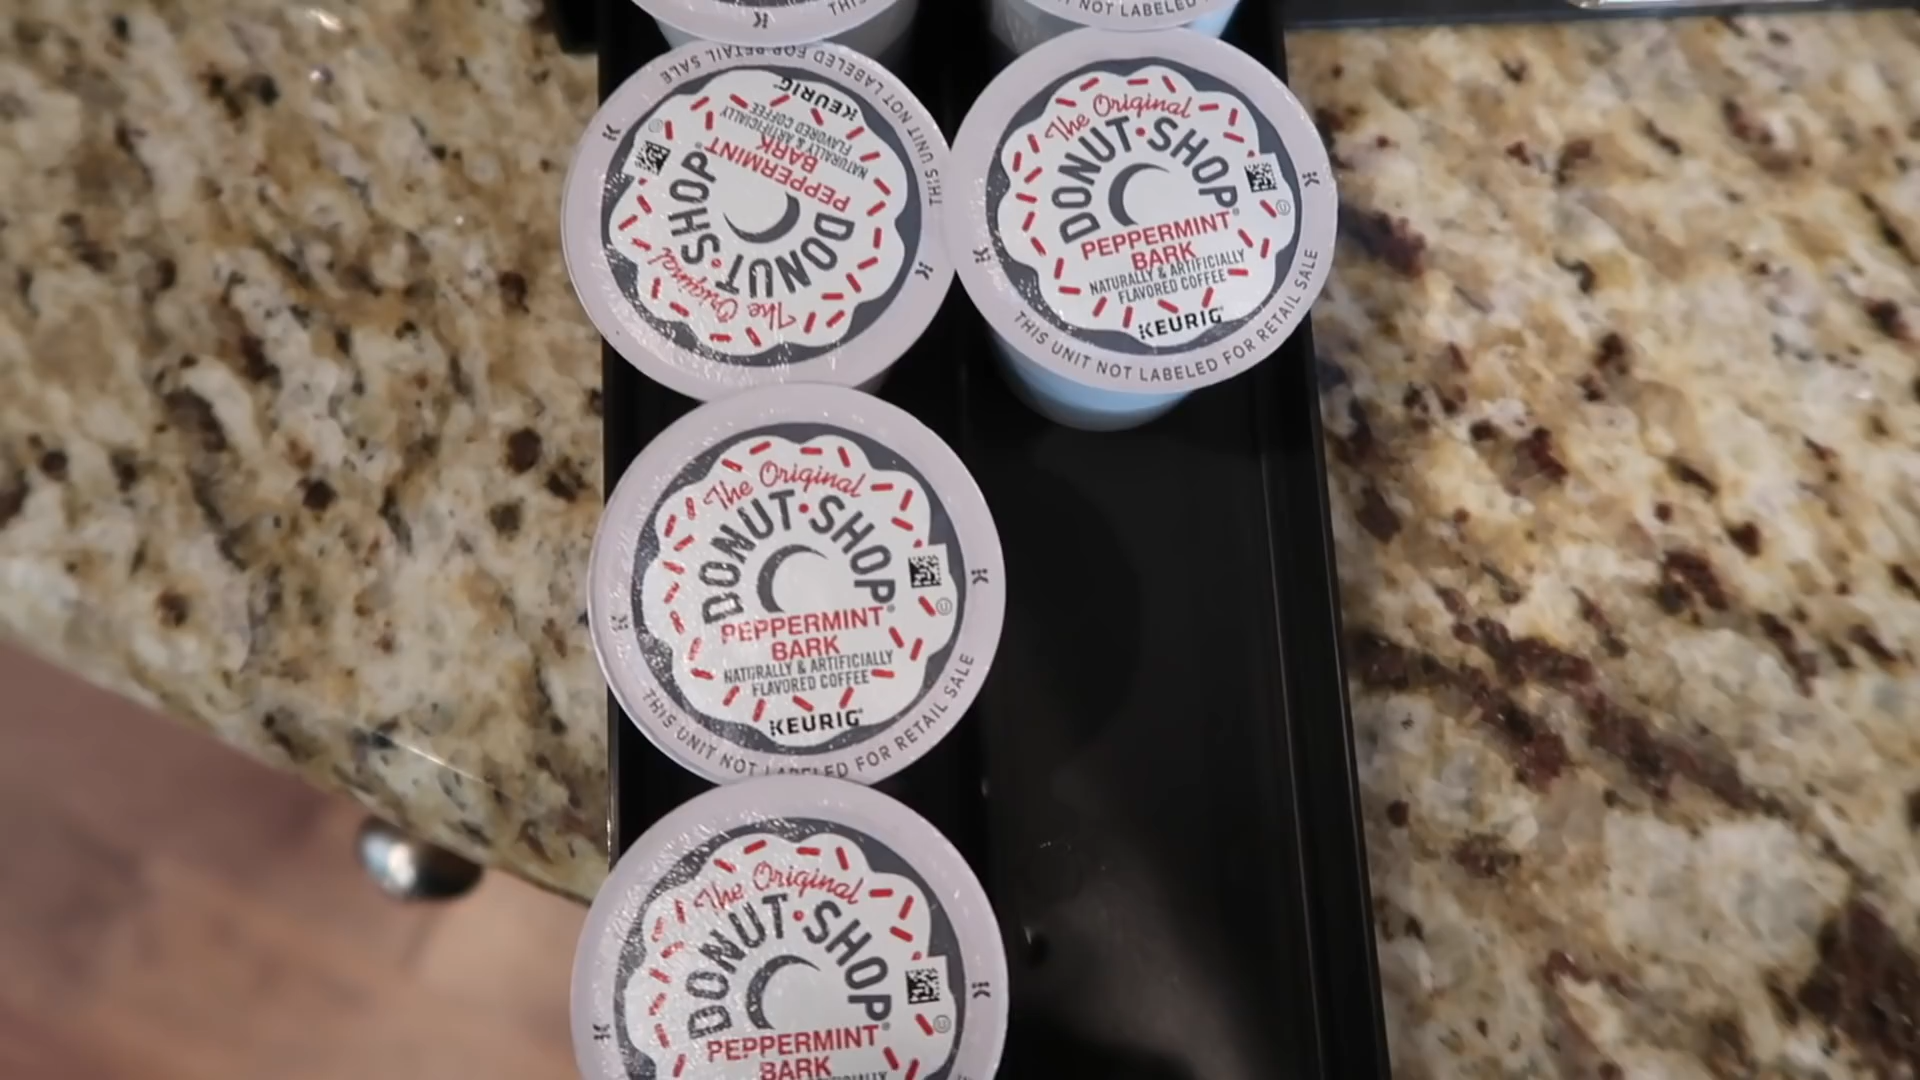 THIS
NOT LABELED
The Original
DONUT·SHOP®
PEPPERMINT
BARK
NATURALLY & ARTIFICIALLY
FLAVORED COFFEE
KEURIG®
THIS UNIT NOT LABELED FOR RETAIL SALE
The Original
DONUT·SHOP®
PEPPERMINT
BARK
NATURALLY & ARTIFICIALLY
FLAVORED COFFEE
KEURIG®
THIS UNIT NOT LABELED FOR RETAIL SALE
The Original
DONUT·SHOP®
PEPPERMINT
BARK
NATURALLY & ARTIFICIALLY
FLAVORED COFFEE
KEURIG®
THIS UNIT NOT LABELED FOR RETAIL SALE
The Original
DONUT·SHOP®
PEPPERMINT
BARK